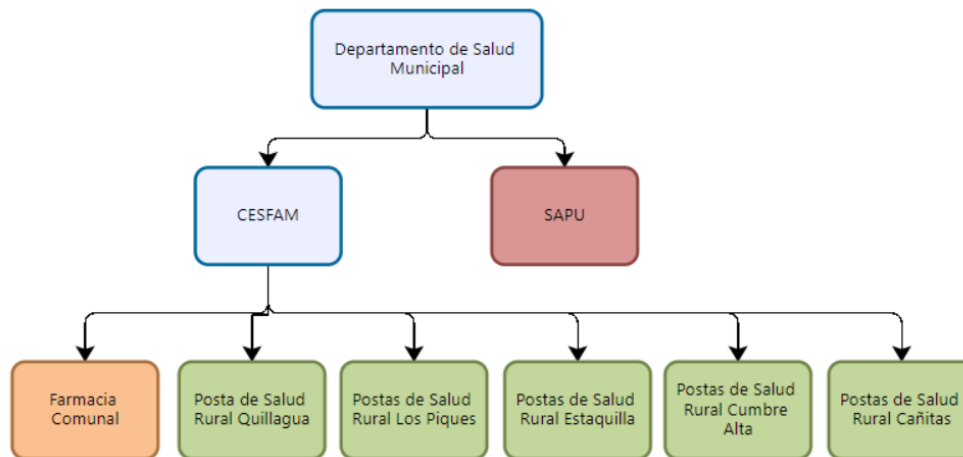 Departamento de Salud
Municipal
CESFAM
SAPU
Farmacia
Comunal
Posta de Salud
Rural Quillagua
Postas de Salud
Rural Los Piques
Postas de Salud
Rural Estaquilla
Postas de Salud
Rural Cumbre
Alta
Postas de Salud
Rural Cañitas